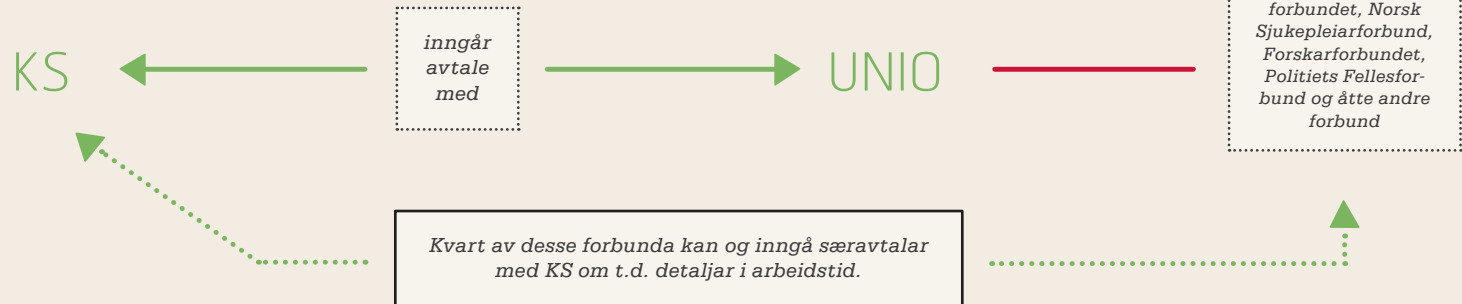 KS
inngår
avtale
med
UNIO
forbundet, Norsk
Sjukepleiarforbund,
Forskarforbundet,
Politiets Fellesfor-
bund og åtte andre
forbund
Kvart av desse forbunda kan og inngå særavtalar
med KS om t.d. detaljar i arbeidstid.